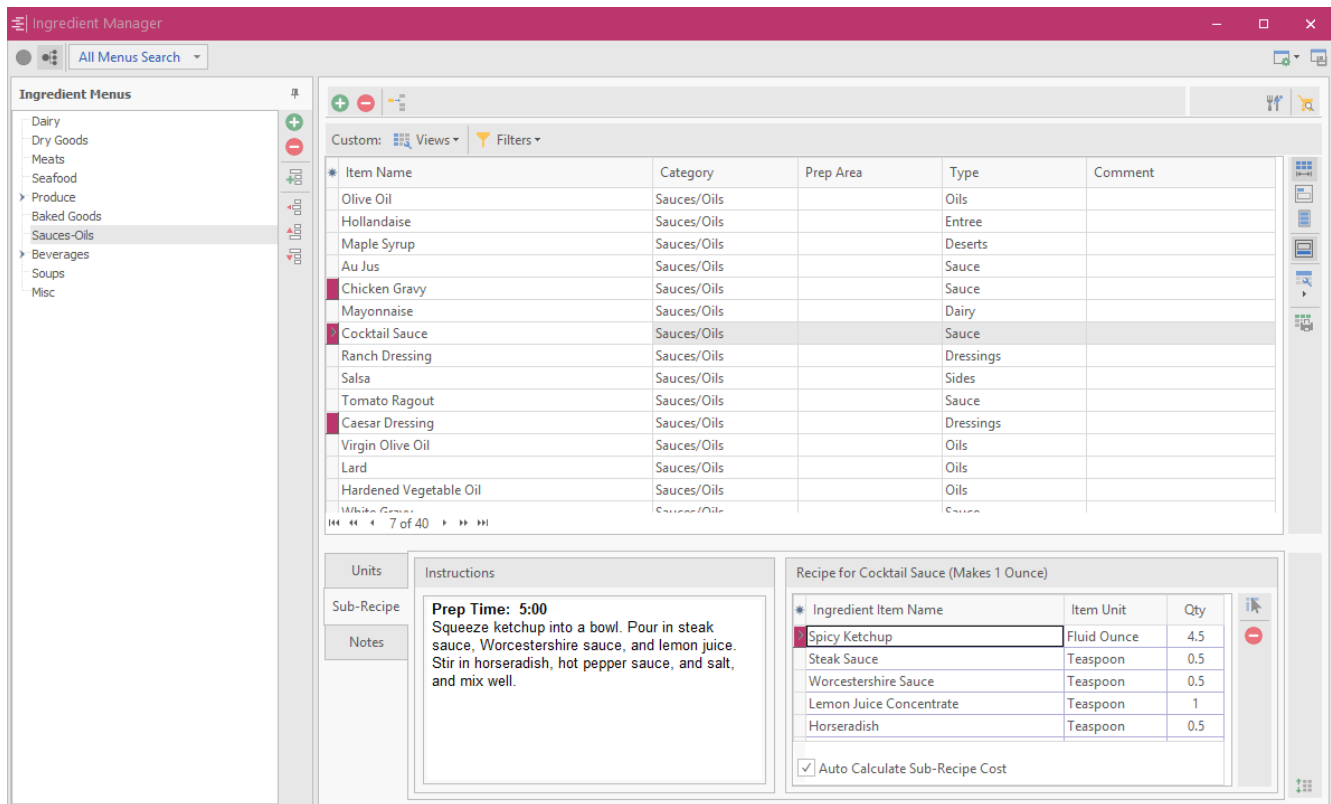 Ingredient Manager
All Menus Search
Ingredient Menus
Dairy
Dry Goods
Meats
Seafood
Produce
Baked Goods
Sauces-Oils
Beverages
Soups
Misc
Custom: Views Filters
Item Name Category Prep Area Type Comment
Olive Oil Sauces/Oils Oils
Hollandaise Sauces/Oils Entree
Maple Syrup Sauces/Oils Deserts
Au Jus Sauces/Oils Sauce
Chicken Gravy Sauces/Oils Sauce
Mayonnaise Sauces/Oils Dairy
Cocktail Sauce Sauces/Oils Sauce
Ranch Dressing Sauces/Oils Dressings
Salsa Sauces/Oils Sides
Tomato Ragout Sauces/Oils Sauce
Caesar Dressing Sauces/Oils Dressings
Virgin Olive Oil Sauces/Oils Oils
Lard Sauces/Oils Oils
Hardened Vegetable Oil Sauces/Oils Oils
White Gravy Sauces/Oils Sauce
7 of 40
Units
Sub-Recipe
Notes
Instructions
Prep Time: 5:00
Squeeze ketchup into a bowl. Pour in steak
sauce, Worcestershire sauce, and lemon juice.
Stir in horseradish, hot pepper sauce, and salt,
and mix well.
Recipe for Cocktail Sauce (Makes 1 Ounce)
Ingredient Item Name Item Unit Qty
Spicy Ketchup Fluid Ounce 4.5
Steak Sauce Teaspoon 0.5
Worcestershire Sauce Teaspoon 0.5
Lemon Juice Concentrate Teaspoon 1
Horseradish Teaspoon 0.5
Auto Calculate Sub-Recipe Cost